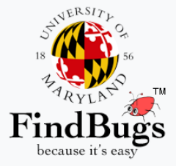 UNIVERSITY OF
18 56
MARYLAND
TM
FindBugs
because it's easy